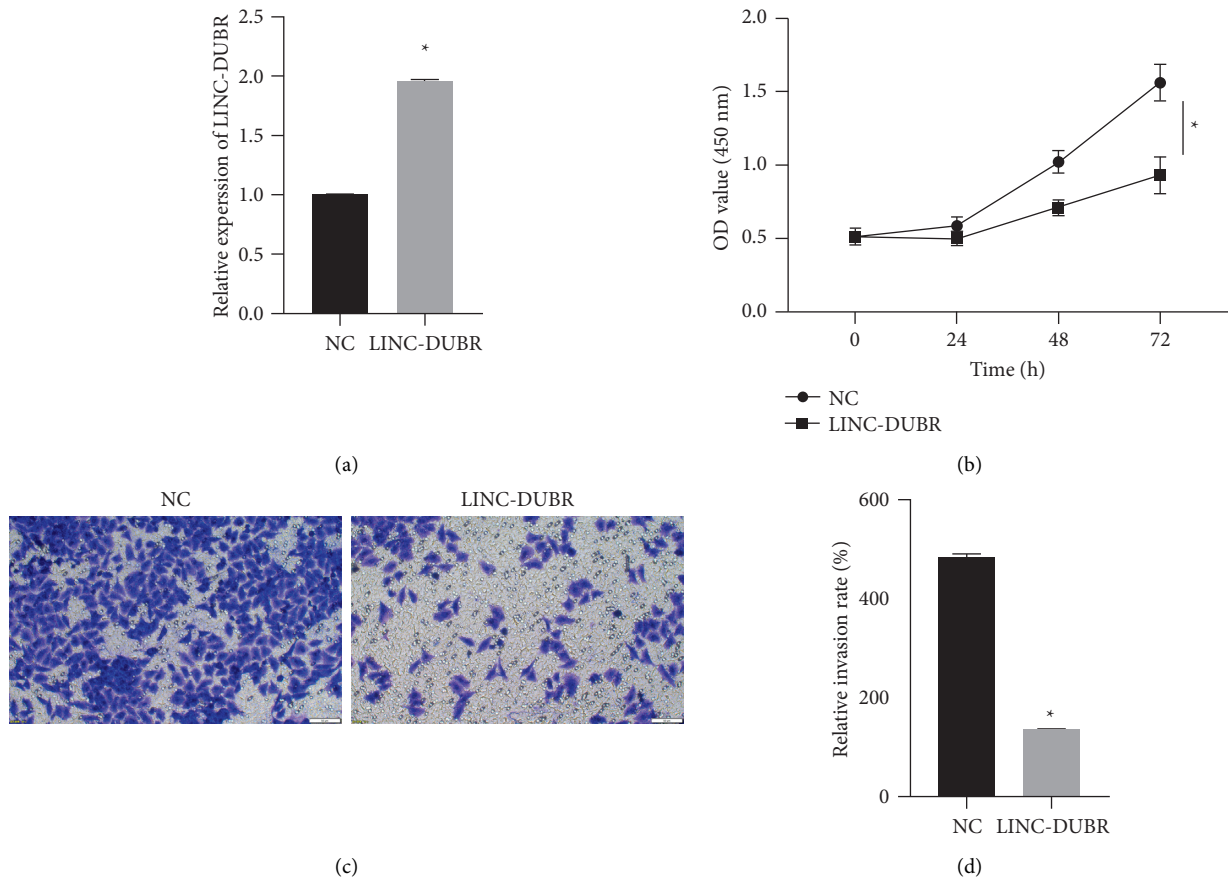 Relative experssion of LINC-DUBR
2.5
2.0
1.5
1.0
0.5
0.0
*
NC LINC-DUBR
(a)
OD value (450 nm)
2.0
1.5
1.0
0.5
0.0
*
0 24 48 72
Time (h)
NC
LINC-DUBR
(b)
NC LINC-DUBR
(c)
Relative invasion rate (%)
600
400
200
0
*
NC LINC-DUBR
(d)